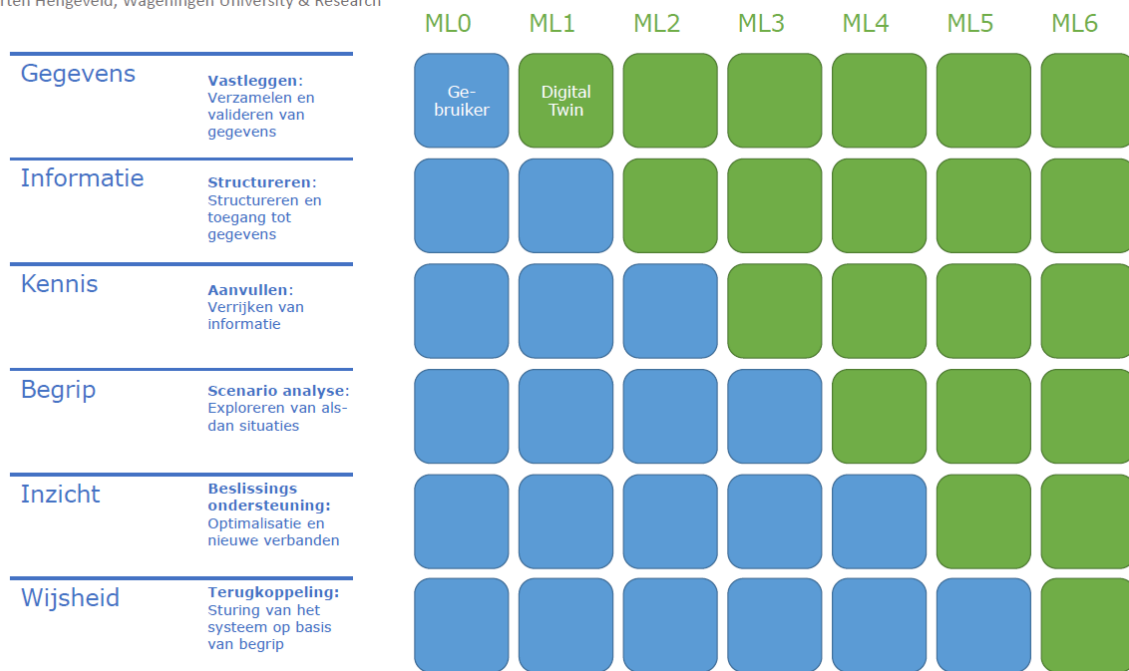 rten Hengeveld, Wageningen University & Research
ML0 ML1 ML2 ML3 ML4 ML5 ML6
Gegevens
Vastleggen:
Verzamelen en
valideren van
gegevens
Ge-
bruiker
Digital
Twin
Informatie
Structureren:
Structureren en
toegang tot
gegevens
Kennis
Aanvullen:
Verrijken van
informatie
Begrip
Scenario analyse:
Exploreren van als-
dan situaties
Inzicht
Beslissings
ondersteuning:
Optimalisatie en
nieuwe verbanden
Wijsheid
Terugkoppeling:
Sturing van het
systeem op basis
van begrip